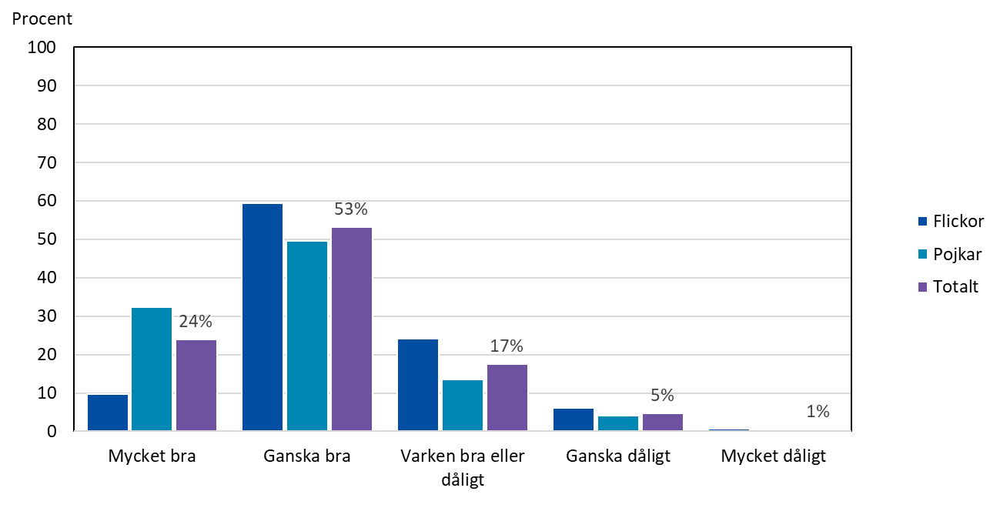 Procent
100
90
80
70
60
50
40
30
20
10
0
24%
53%
17%
5%
1%
Mycket bra
Ganska bra
Varken bra eller
dåligt
Ganska dåligt
Mycket dåligt
Flickor
Pojkar
Totalt